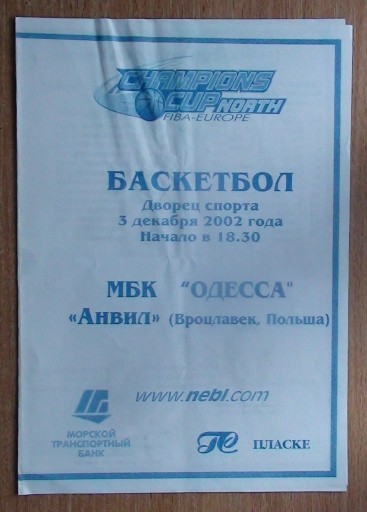 CHAMPIONS
CUP NORTH
FIBA-EUROPE
БАСКЕТБОЛ
Дворец спорта
3 декабря 2002 года
Начало в 18.30
МБК "ОДЕССА"
«Анвил» (Вроцлавек, Польша)
www.nebl.com
МОРСКОЙ
ТРАНСПОРТНЫЙ
БАНК
ПЛАСКЕ